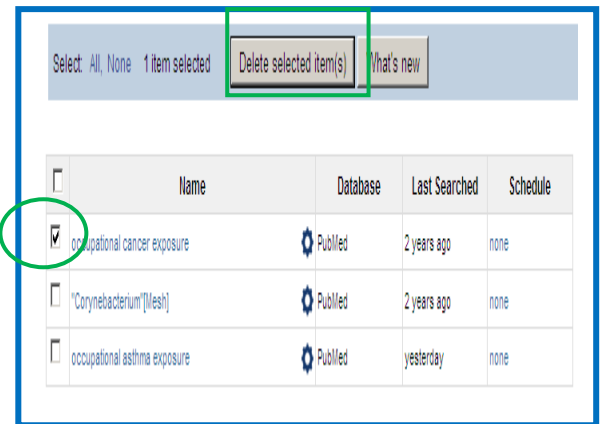 Select: All, None 1 item selected Delete selected item(s) What's new
Name Database Last Searched Schedule
occupational cancer exposure PubMed 2 years ago none
"Corynebacterium"[Mesh] PubMed 2 years ago none
occupational asthma exposure PubMed yesterday none